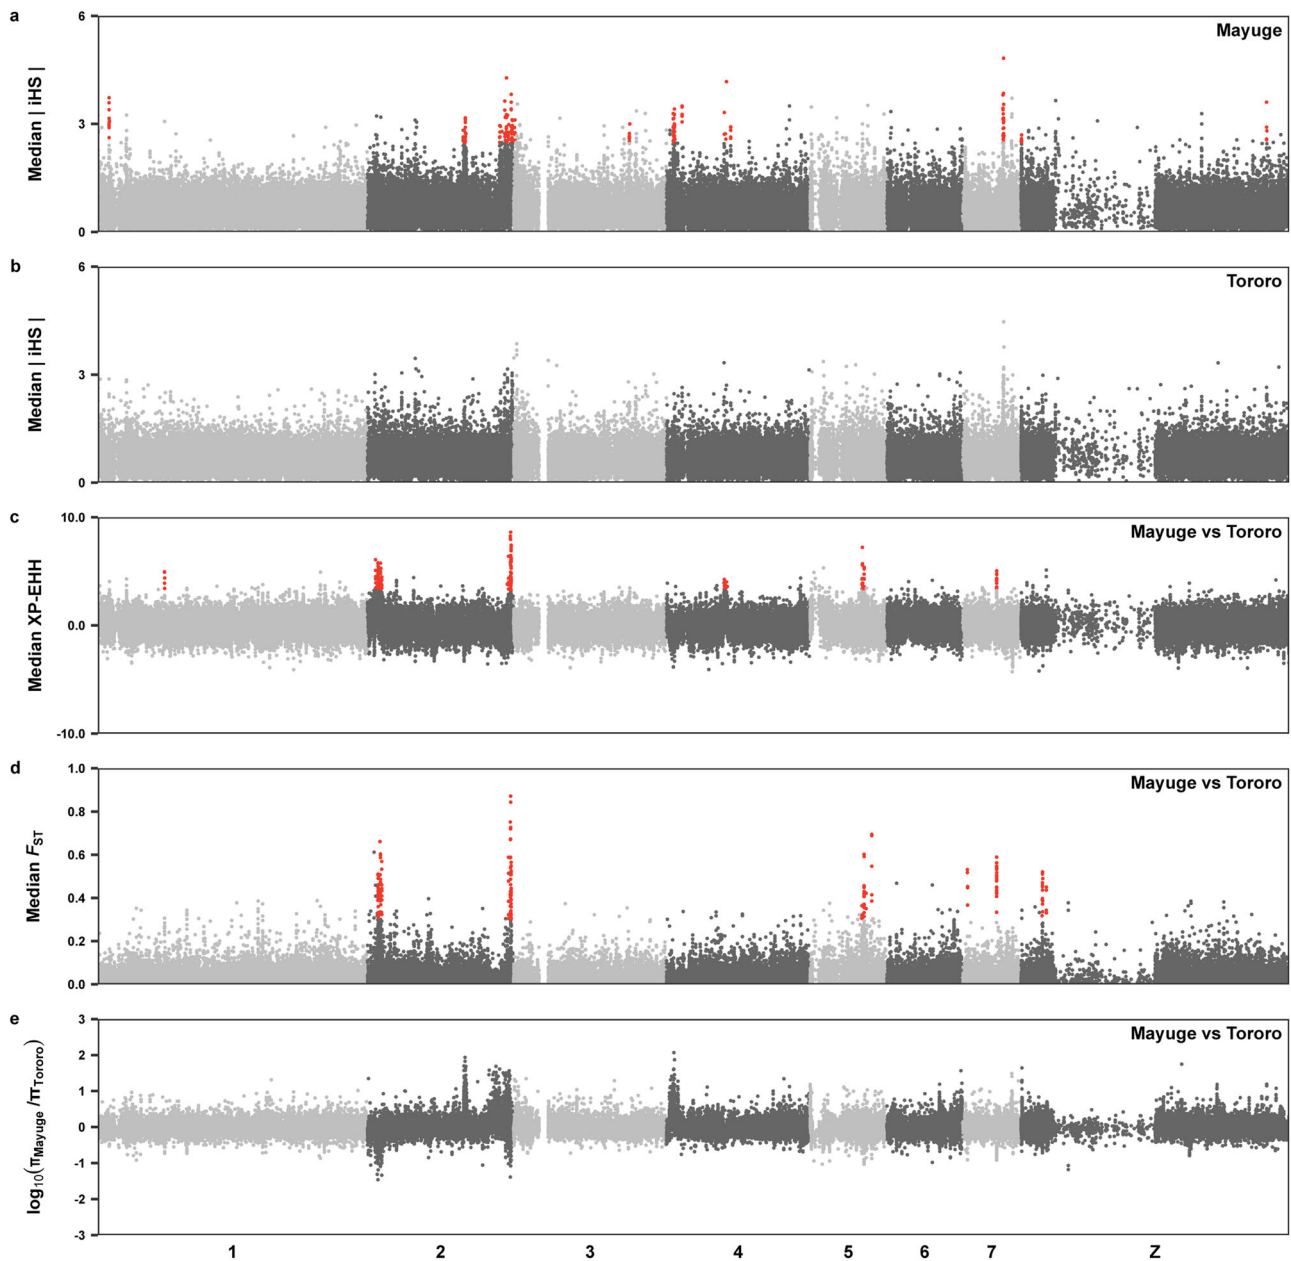 a
Mayuge
Median | iHS |
6
3
0
b
Tororo
Median | iHS |
6
3
0
c
Mayuge vs Tororo
Median XP-EHH
10.0
0.0
-10.0
d
Mayuge vs Tororo
Median F_ST
1.0
0.8
0.6
0.4
0.2
0.0
e
Mayuge vs Tororo
log₁₀(π_Mayuge /π_Tororo)
3
2
1
0
-1
-2
-3
1 2 3 4 5 6 7 Z